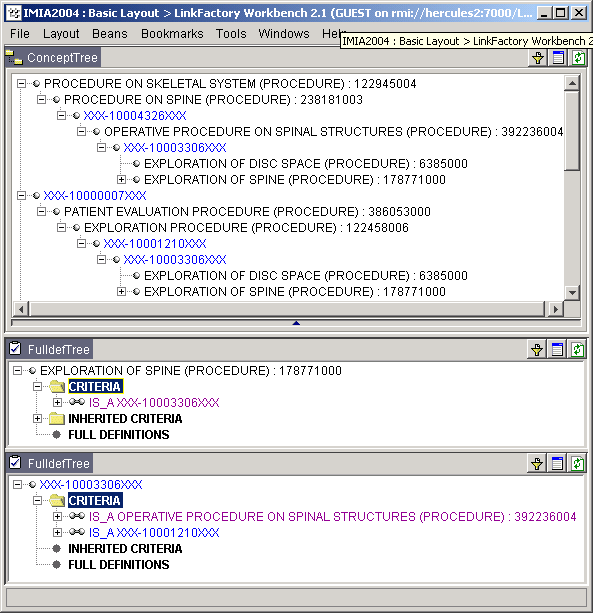 IMIA2004 : Basic Layout > LinkFactory Workbench 2.1 (GUEST on rmi://hercules2:7000/L...
File Layout Beans Bookmarks Tools Windows Help
IMIA2004 : Basic Layout > LinkFactory Workbench 2
ConceptTree
PROCEDURE ON SKELETAL SYSTEM (PROCEDURE) : 122945004
PROCEDURE ON SPINE (PROCEDURE) : 238181003
XXX-10004326XXX
OPERATIVE PROCEDURE ON SPINAL STRUCTURES (PROCEDURE) : 392236004
XXX-10003306XXX
EXPLORATION OF DISC SPACE (PROCEDURE) : 6385000
EXPLORATION OF SPINE (PROCEDURE) : 178771000
XXX-10000007XXX
PATIENT EVALUATION PROCEDURE (PROCEDURE) : 386053000
EXPLORATION PROCEDURE (PROCEDURE) : 122458006
XXX-10001210XXX
XXX-10003306XXX
EXPLORATION OF DISC SPACE (PROCEDURE) : 6385000
EXPLORATION OF SPINE (PROCEDURE) : 178771000
FulldefTree
EXPLORATION OF SPINE (PROCEDURE) : 178771000
CRITERIA
IS_A XXX-10003306XXX
INHERITED CRITERIA
FULL DEFINITIONS
FulldefTree
XXX-10003306XXX
CRITERIA
IS_A OPERATIVE PROCEDURE ON SPINAL STRUCTURES (PROCEDURE) : 392236004
IS_A XXX-10001210XXX
INHERITED CRITERIA
FULL DEFINITIONS